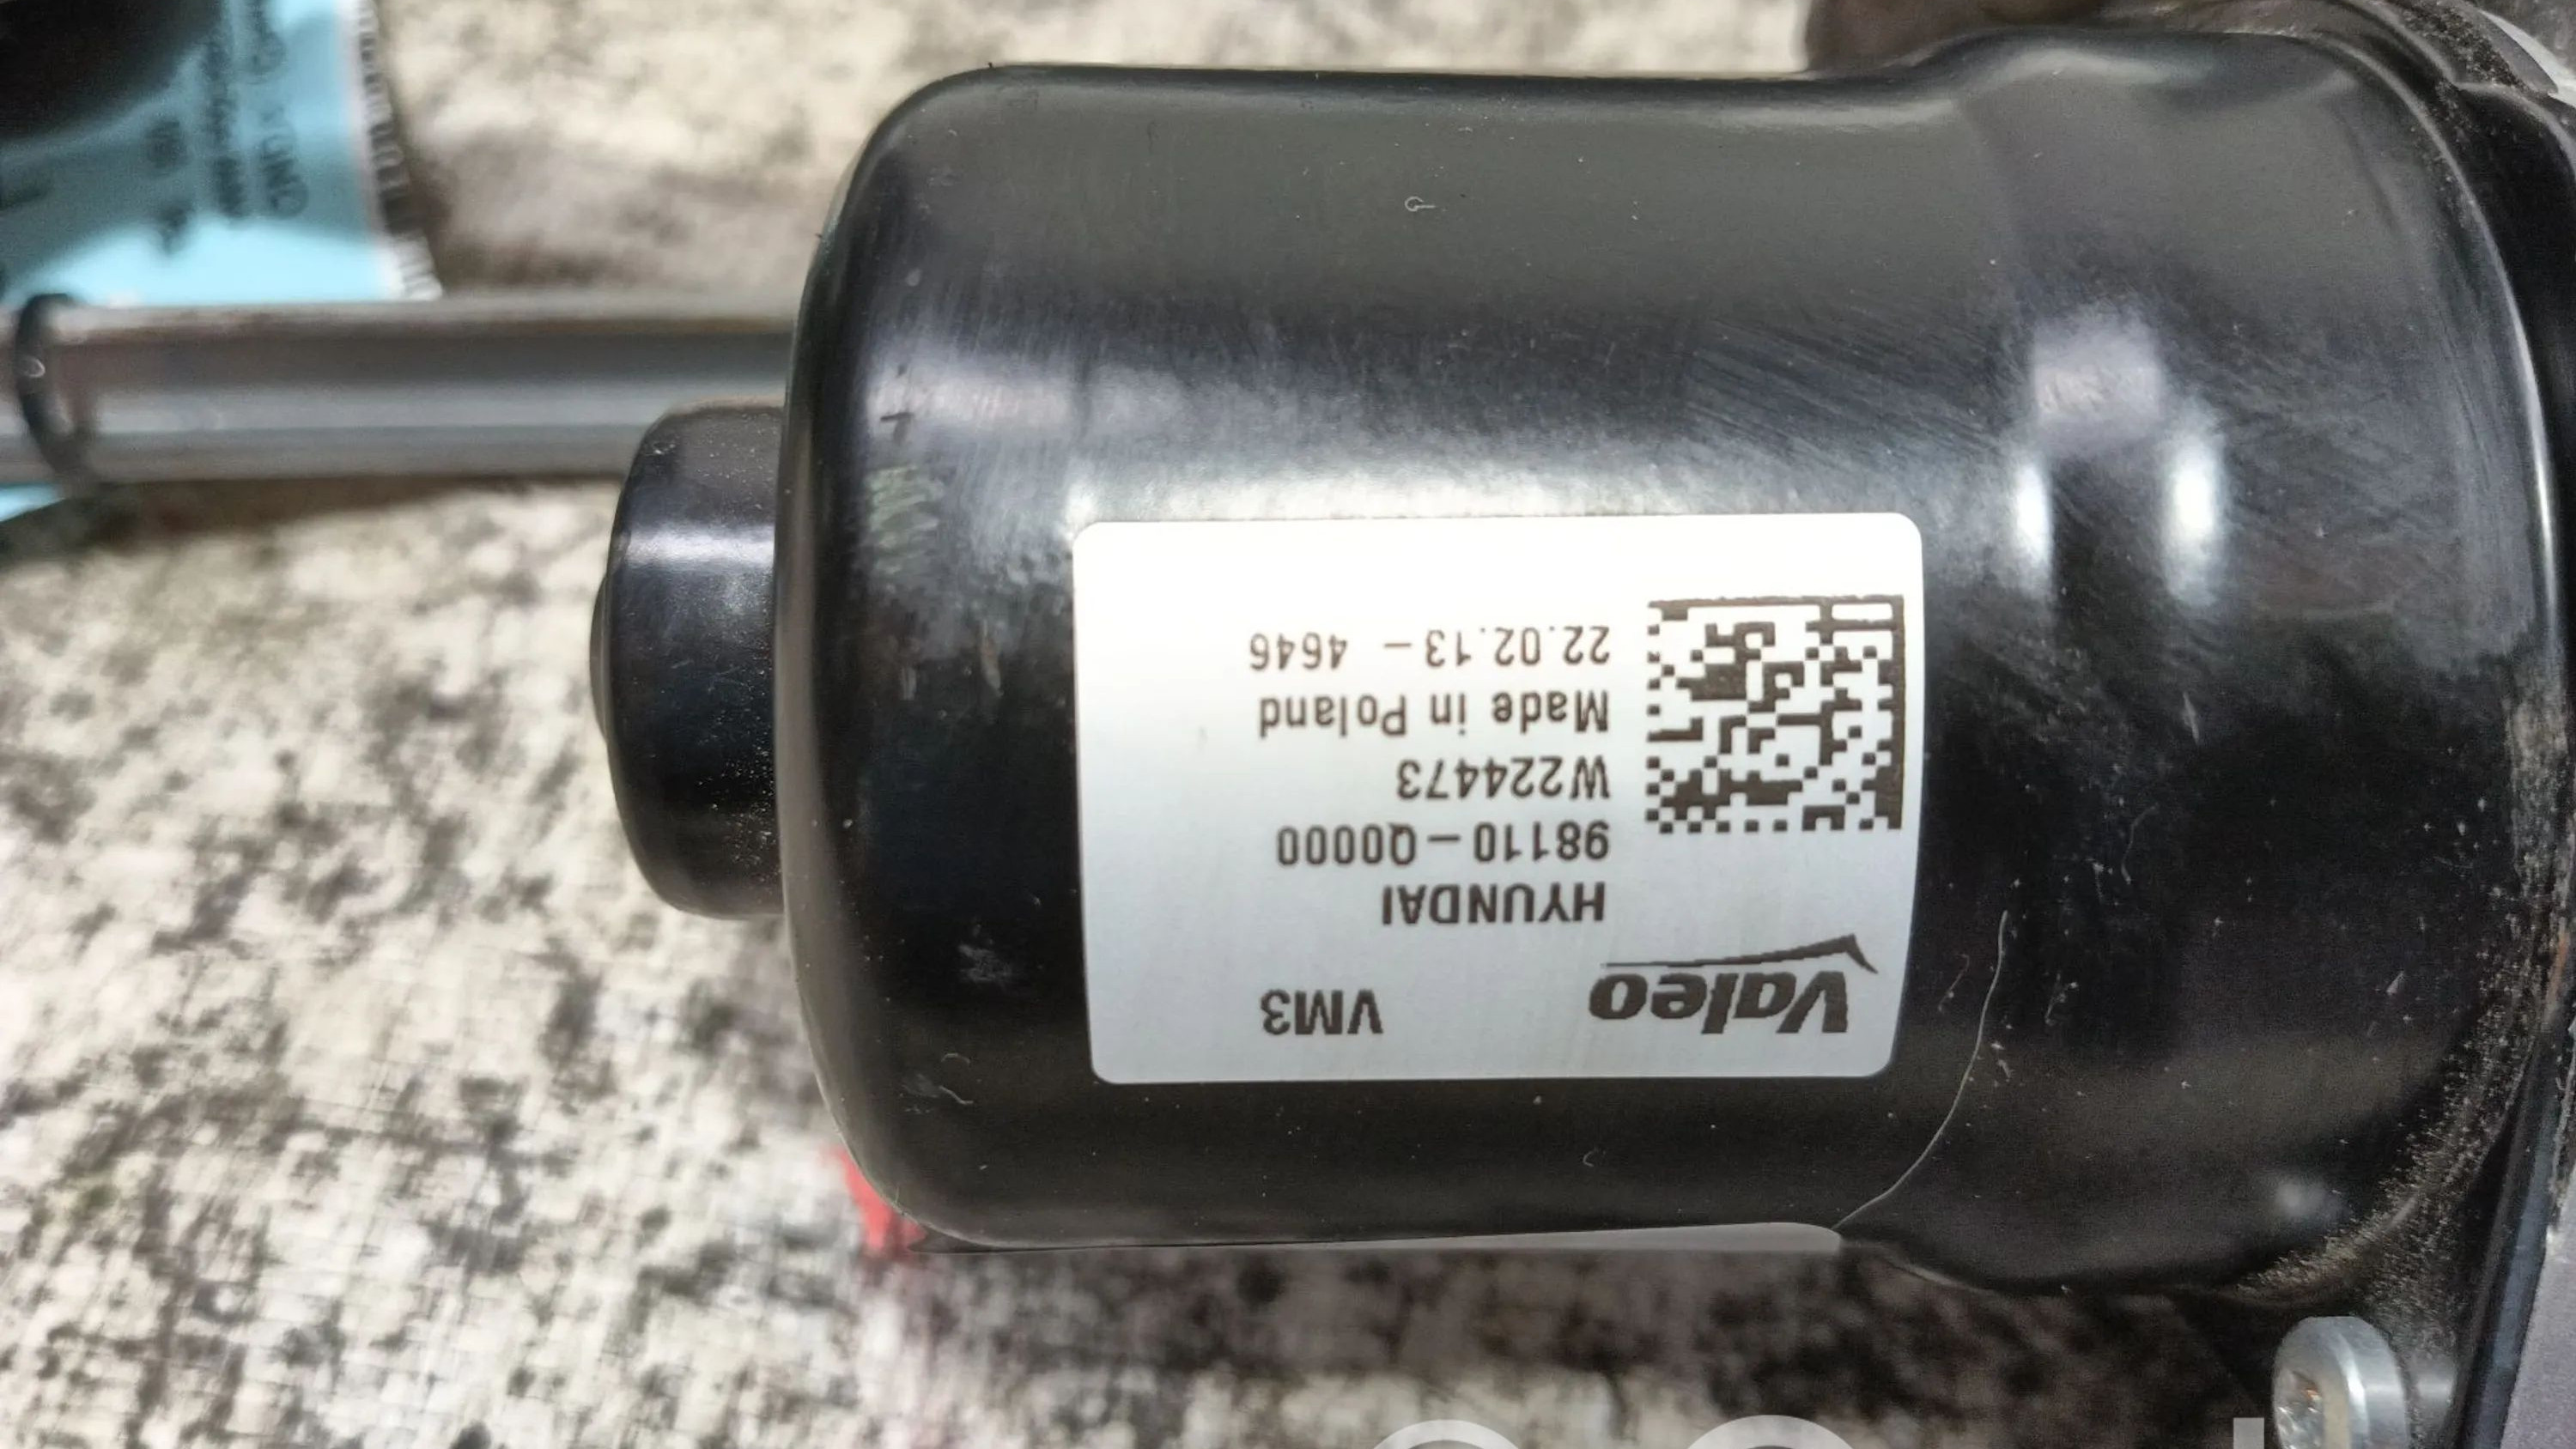 Valeo VM3
HYUNDAI
98110-Q0000
W224473
Made in Poland
22.02.13- 4646